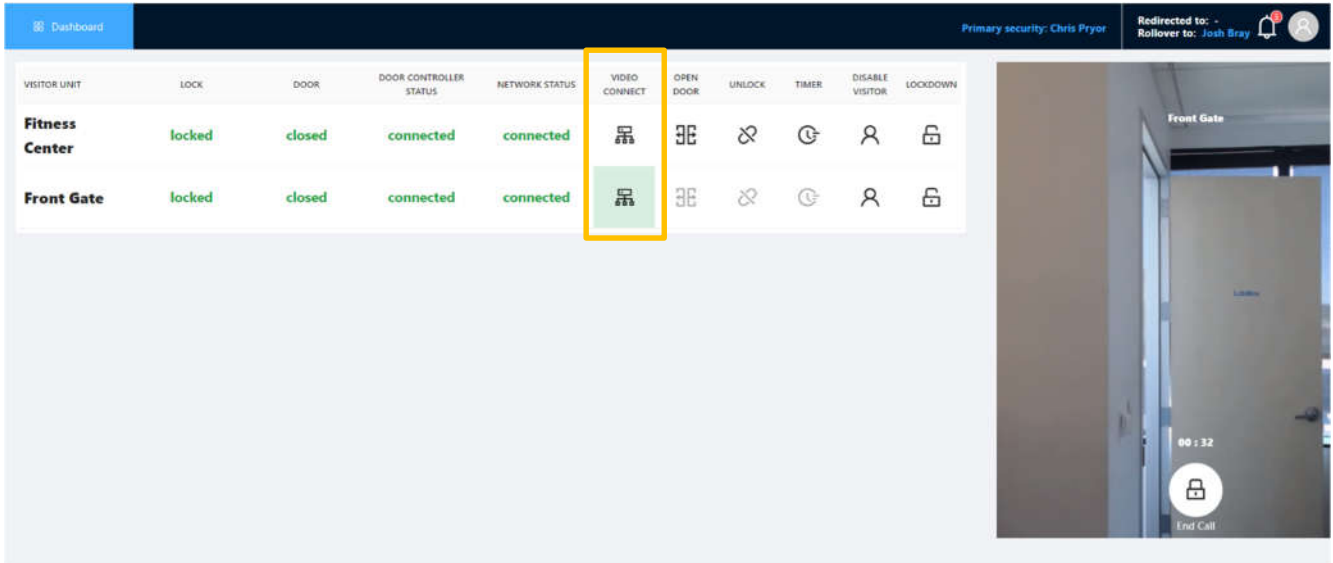 Dashboard
Primary security: Chris Pryor
Redirected to: -
Rollover to: Josh Bray
VISITOR UNIT
LOCK
DOOR
DOOR CONTROLLER
STATUS
NETWORK STATUS
VIDEO
CONNECT
OPEN
DOOR
UNLOCK
TIMER
DISABLE
VISITOR
LOCKDOWN
Fitness
Center
locked
closed
connected
connected
Front Gate
locked
closed
connected
connected
Front Gate
00 : 32
End Call